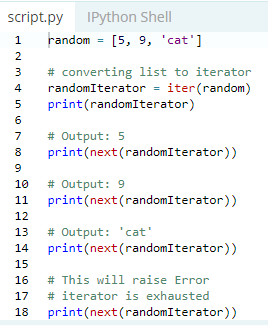 script.py IPython Shell
1 random = [5, 9, 'cat']
2
3 # converting list to iterator
4 randomIterator = iter(random)
5 print(randomIterator)
6
7 # Output: 5
8 print(next(randomIterator))
9
10 # Output: 9
11 print(next(randomIterator))
12
13 # Output: 'cat'
14 print(next(randomIterator))
15
16 # This will raise Error
17 # iterator is exhausted
18 print(next(randomIterator))